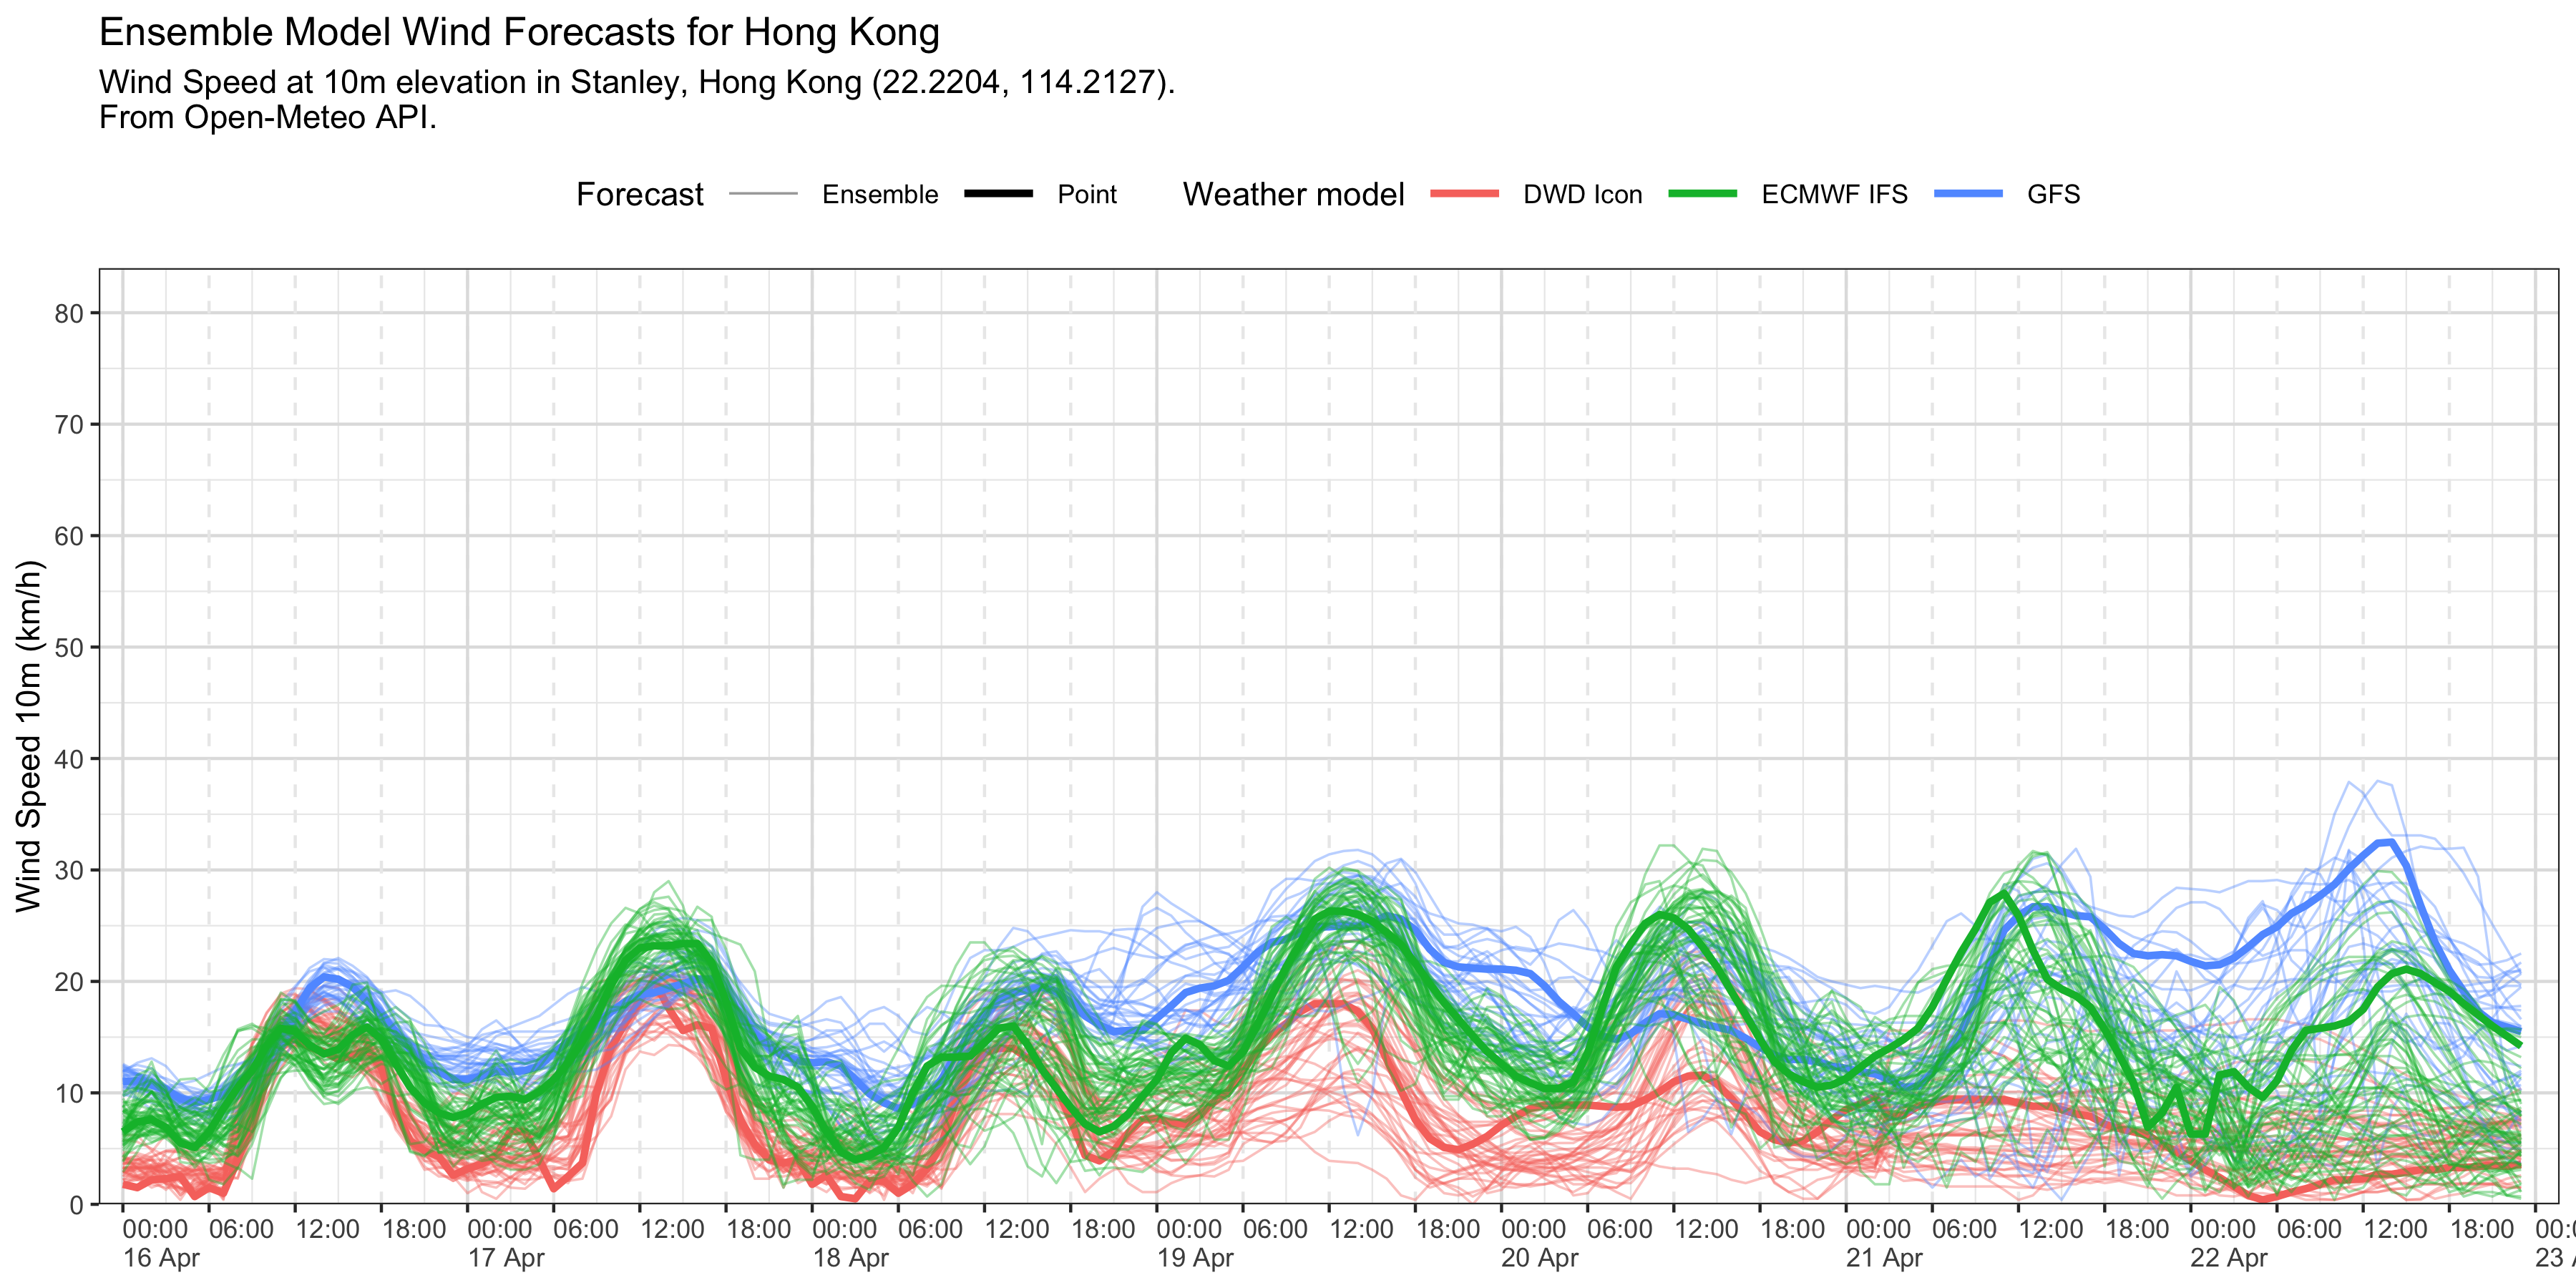 Ensemble Model Wind Forecasts for Hong Kong
Wind Speed at 10m elevation in Stanley, Hong Kong (22.2204, 114.2127).
From Open-Meteo API.
Forecast Ensemble Point Weather model DWD Icon ECMWF IFS GFS
Wind Speed 10m (km/h)
80
70
60
50
40
30
20
10
0
00:00 06:00 12:00 18:00 00:00 06:00 12:00 18:00 00:00 06:00 12:00 18:00 00:00 06:00 12:00 18:00 00:00 06:00 12:00 18:00 00:00 06:00 12:00 18:00 00:00 06:00 12:00 18:00
16 Apr 17 Apr 18 Apr 19 Apr 20 Apr 21 Apr 22 Apr 23